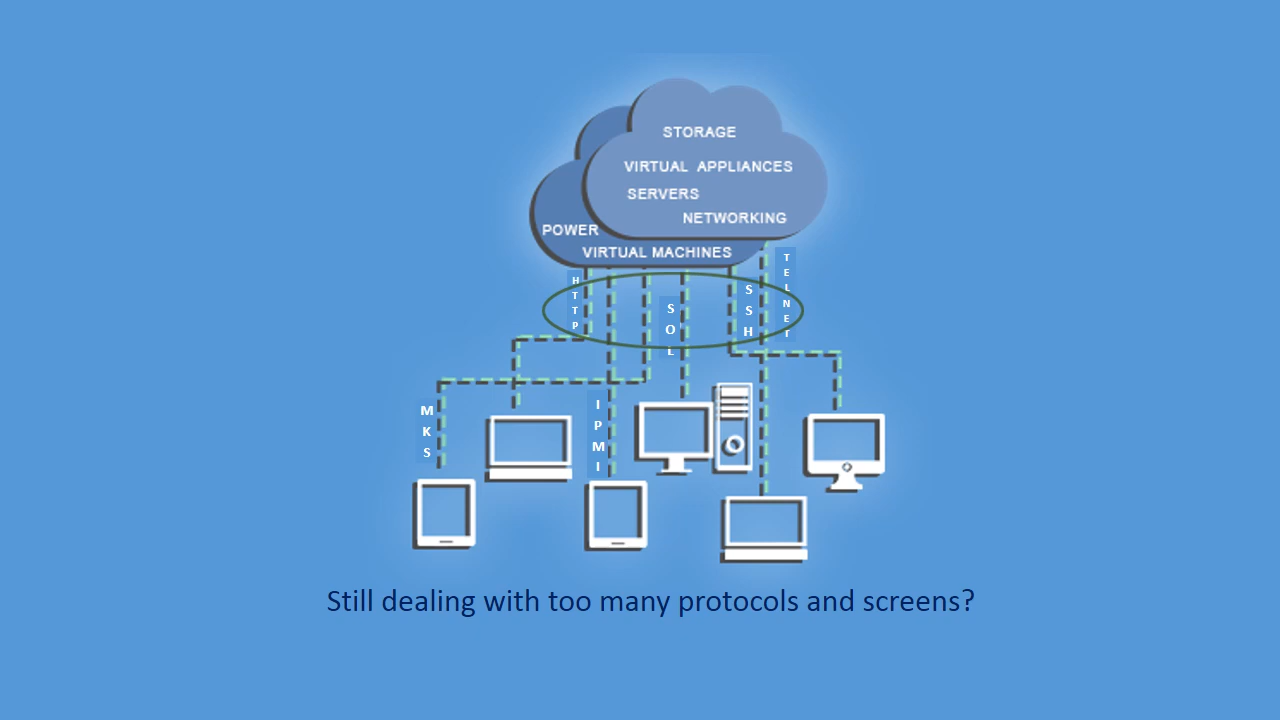 STORAGE
VIRTUAL APPLIANCES
SERVERS
NETWORKING
POWER
VIRTUAL MACHINES
HTTP
SOL
SSH
TELNET
MKS
IPMI
Still dealing with too many protocols and screens?